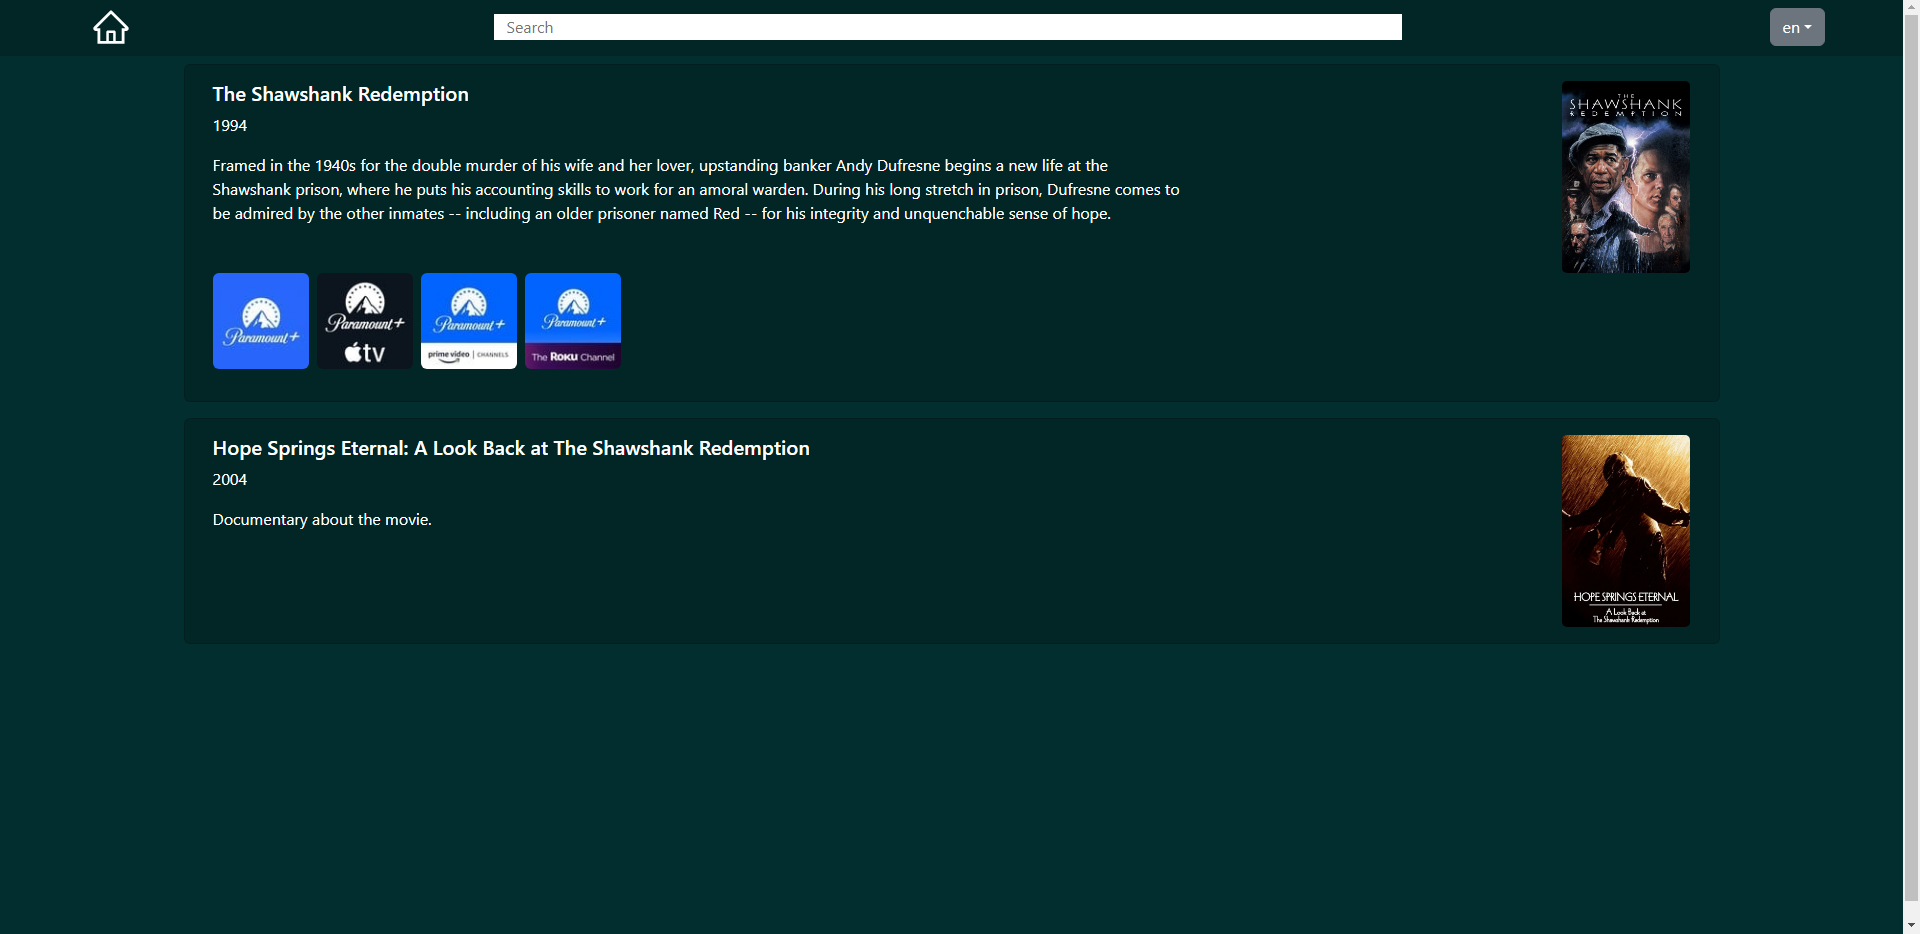 Search
en
The Shawshank Redemption
1994
Framed in the 1940s for the double murder of his wife and her lover, upstanding banker Andy Dufresne begins a new life at the
Shawshank prison, where he puts his accounting skills to work for an amoral warden. During his long stretch in prison, Dufresne comes to
be admired by the other inmates -- including an older prisoner named Red -- for his integrity and unquenchable sense of hope.
THE
SHAWSHANK
REDEMPTION
Paramount+
Paramount+
tv
Paramount+
prime video | CHANNELS
Paramount+
The Roku Channel
Hope Springs Eternal: A Look Back at The Shawshank Redemption
2004
Documentary about the movie.
HOPE SPRINGS ETERNAL
A Look Back at
The Shawshank Redemption